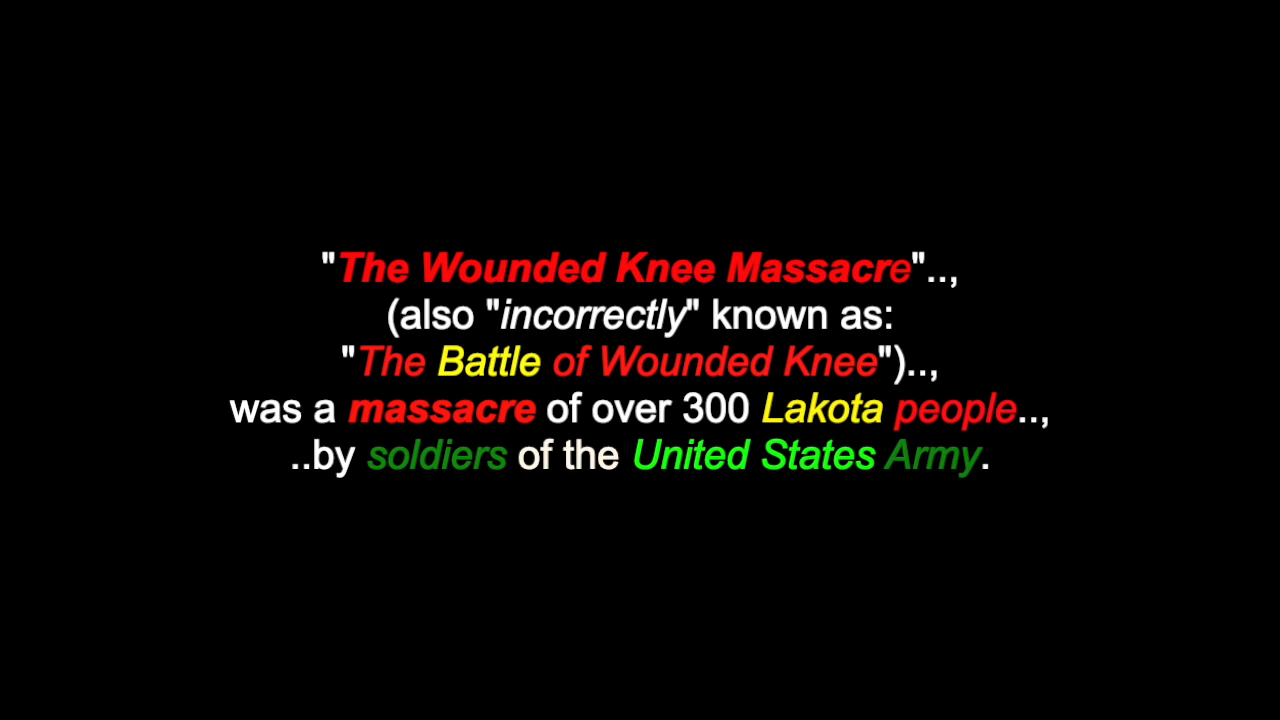 "The Wounded Knee Massacre"..,
(also "incorrectly" known as:
"The Battle of Wounded Knee")..,
was a massacre of over 300 Lakota people..,
..by soldiers of the United States Army.